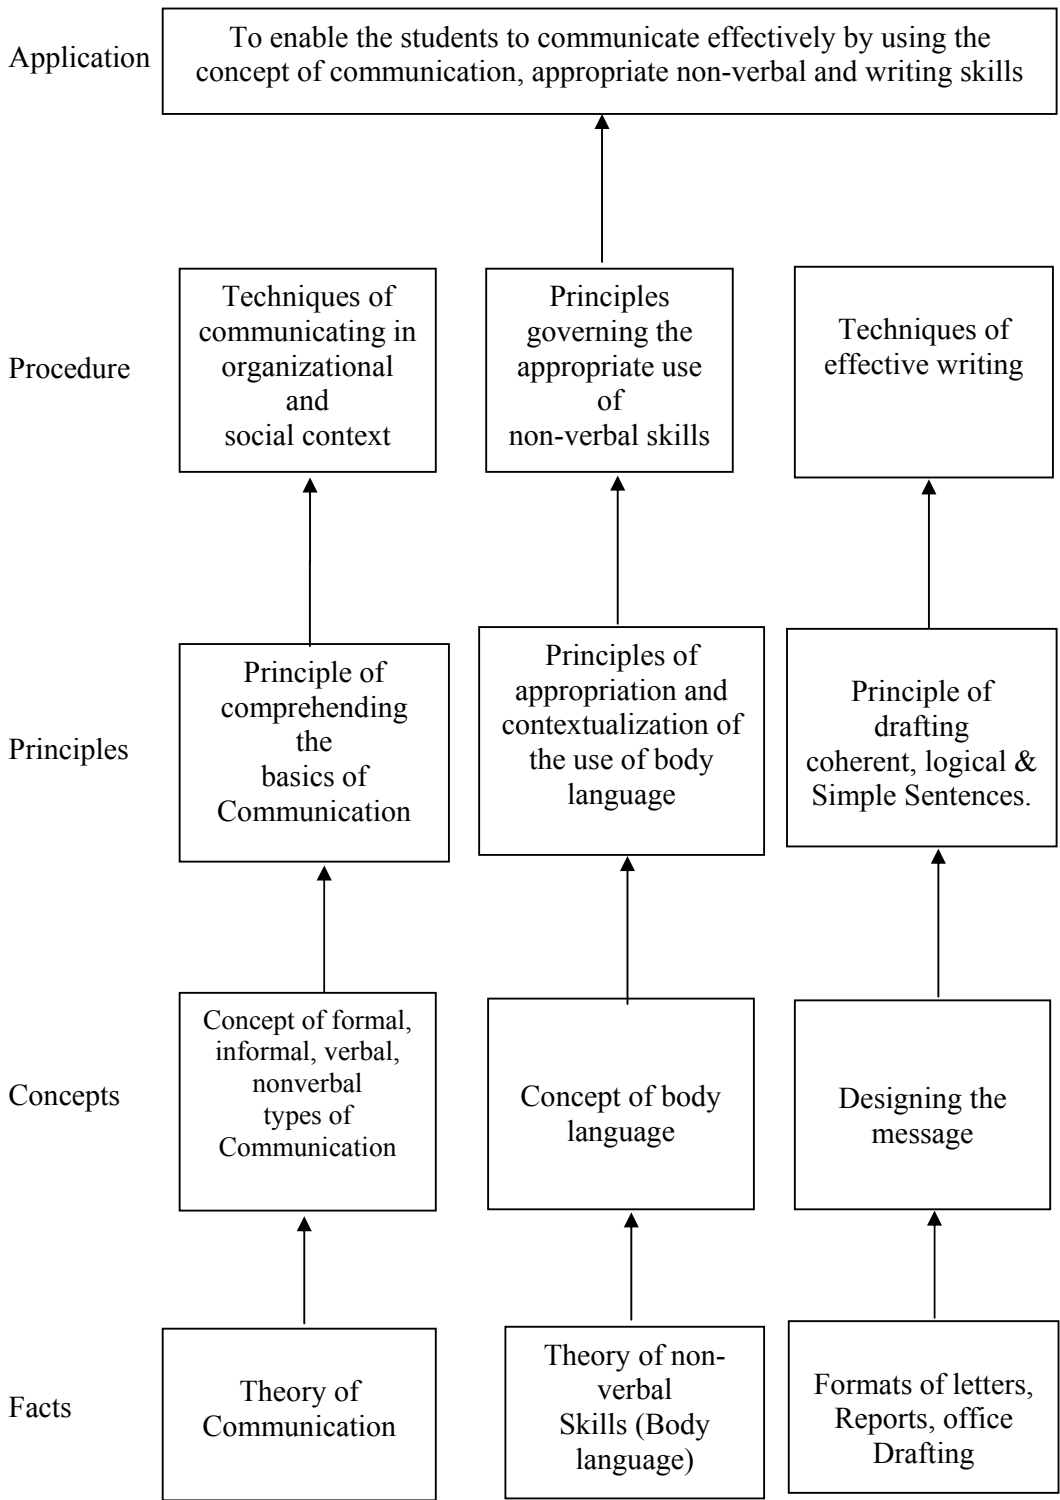 Application
To enable the students to communicate effectively by using the
concept of communication, appropriate non-verbal and writing skills
Procedure
Techniques of
communicating in
organizational
and
social context
Principles
governing the
appropriate use
of
non-verbal skills
Techniques of
effective writing
Principles
Principle of
comprehending
the
basics of
Communication
Principles of
appropriation and
contextualization of
the use of body
language
Principle of
drafting
coherent, logical &
Simple Sentences.
Concepts
Concept of formal,
informal, verbal,
nonverbal
types of
Communication
Concept of body
language
Designing the
message
Facts
Theory of
Communication
Theory of non-
verbal
Skills (Body
language)
Formats of letters,
Reports, office
Drafting